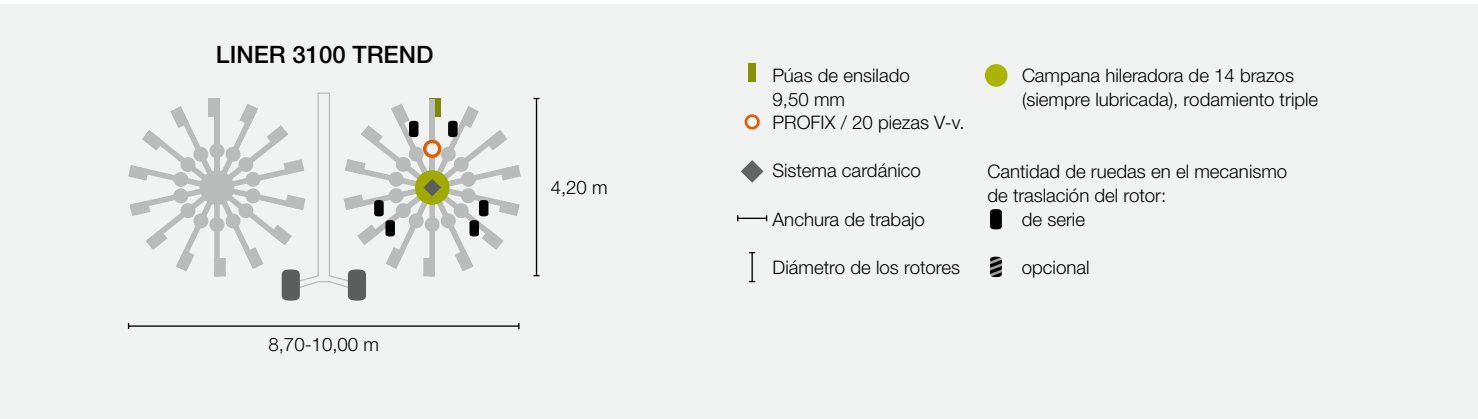 LINER 3100 TREND
4,20 m
8,70-10,00 m
Púas de ensilado
9,50 mm
PROFIX / 20 piezas V-v.
Sistema cardánico
Anchura de trabajo
Diámetro de los rotores
Campana hileradora de 14 brazos
(siempre lubricada), rodamiento triple
Cantidad de ruedas en el mecanismo
de traslación del rotor:
de serie
opcional